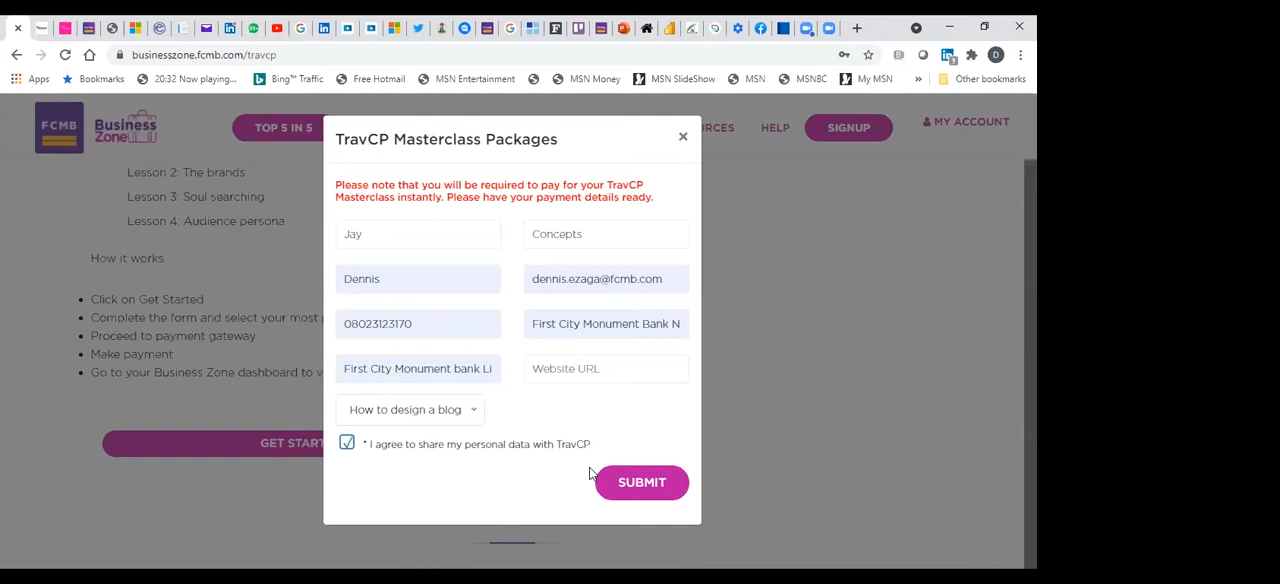 businesszone.fcmb.com/travcp
Apps Bookmarks 20:32 Now playing... Bing™ Traffic Free Hotmail MSN Entertainment MSN Money MSN SlideShow MSN MSNBC My MSN » Other bookmarks
FCMB Business Zone TOP 5 IN 5 URCES HELP SIGNUP MY ACCOUNT
TravCP Masterclass Packages ×
Please note that you will be required to pay for your TravCP
Masterclass instantly. Please have your payment details ready.
Lesson 2: The brands
Lesson 3: Soul searching
Lesson 4: Audience persona
How it works
Click on Get Started
Complete the form and select your most p
Proceed to payment gateway
Make payment
Go to your Business Zone dashboard to v
GET START
Jay Concepts
Dennis dennis.ezaga@fcmb.com
08023123170 First City Monument Bank N
First City Monument bank Li Website URL
How to design a blog
* I agree to share my personal data with TravCP
SUBMIT